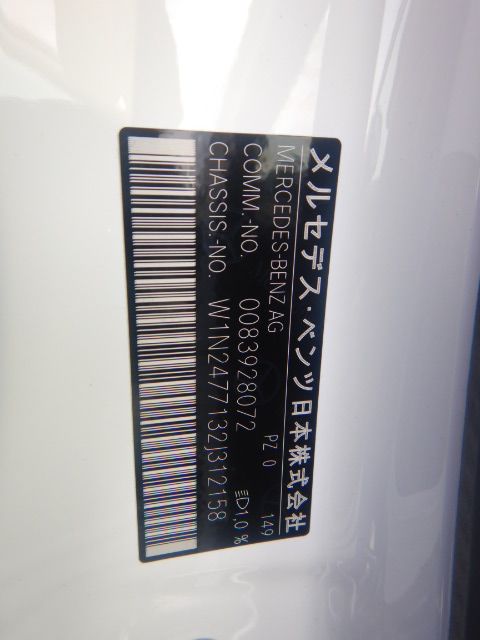 メルセデス・ベンツ日本株式会社
MERCEDES-BENZ AG PZ 0 149
COMM.-NO. 0083928072 1,0 %
CHASSIS.-NO. W1N2477132J312158